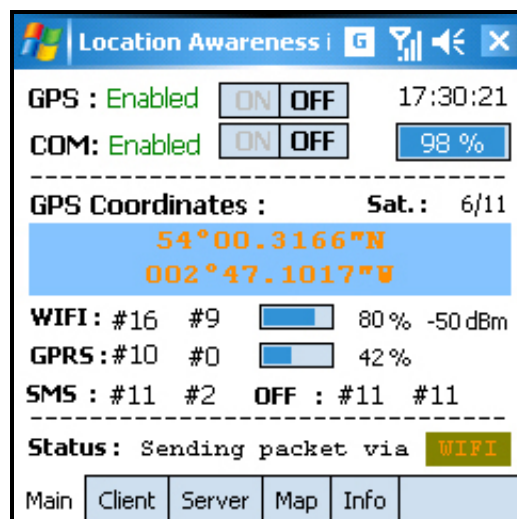 Location Awareness i G
GPS : Enabled ON OFF 17:30:21
COM: Enabled ON OFF 98 %
GPS Coordinates : Sat. : 6/11
54°00.3166"N
002°47.1017"W
WIFI : #16 #9 80 % -50 dBm
GPRS : #10 #0 42 %
SMS : #11 #2 OFF : #11 #11
Status : Sending packet via WIFI
Main Client Server Map Info